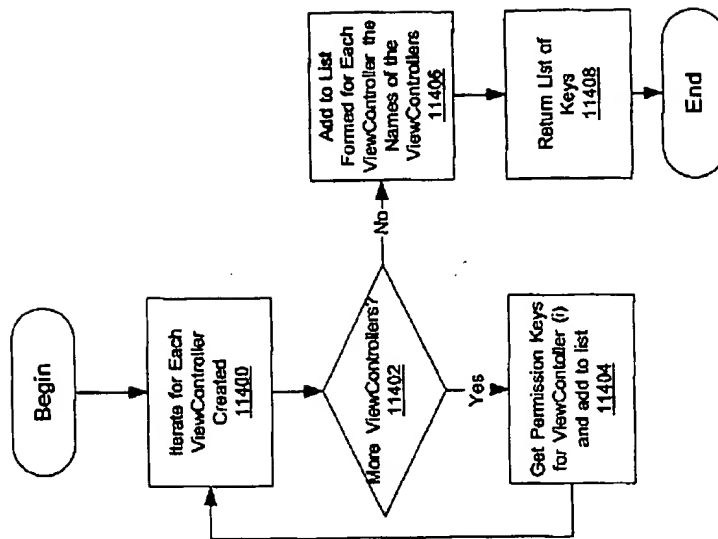 Begin
Iterate for Each
ViewController
Created
11400
More ViewControllers?
11402
Yes
Get Permission Keys
for ViewContoller (i)
and add to list
11404
No
Add to List
Formed for Each
ViewController the
Names of the
ViewControllers
11406
Return List of
Keys
11408
End